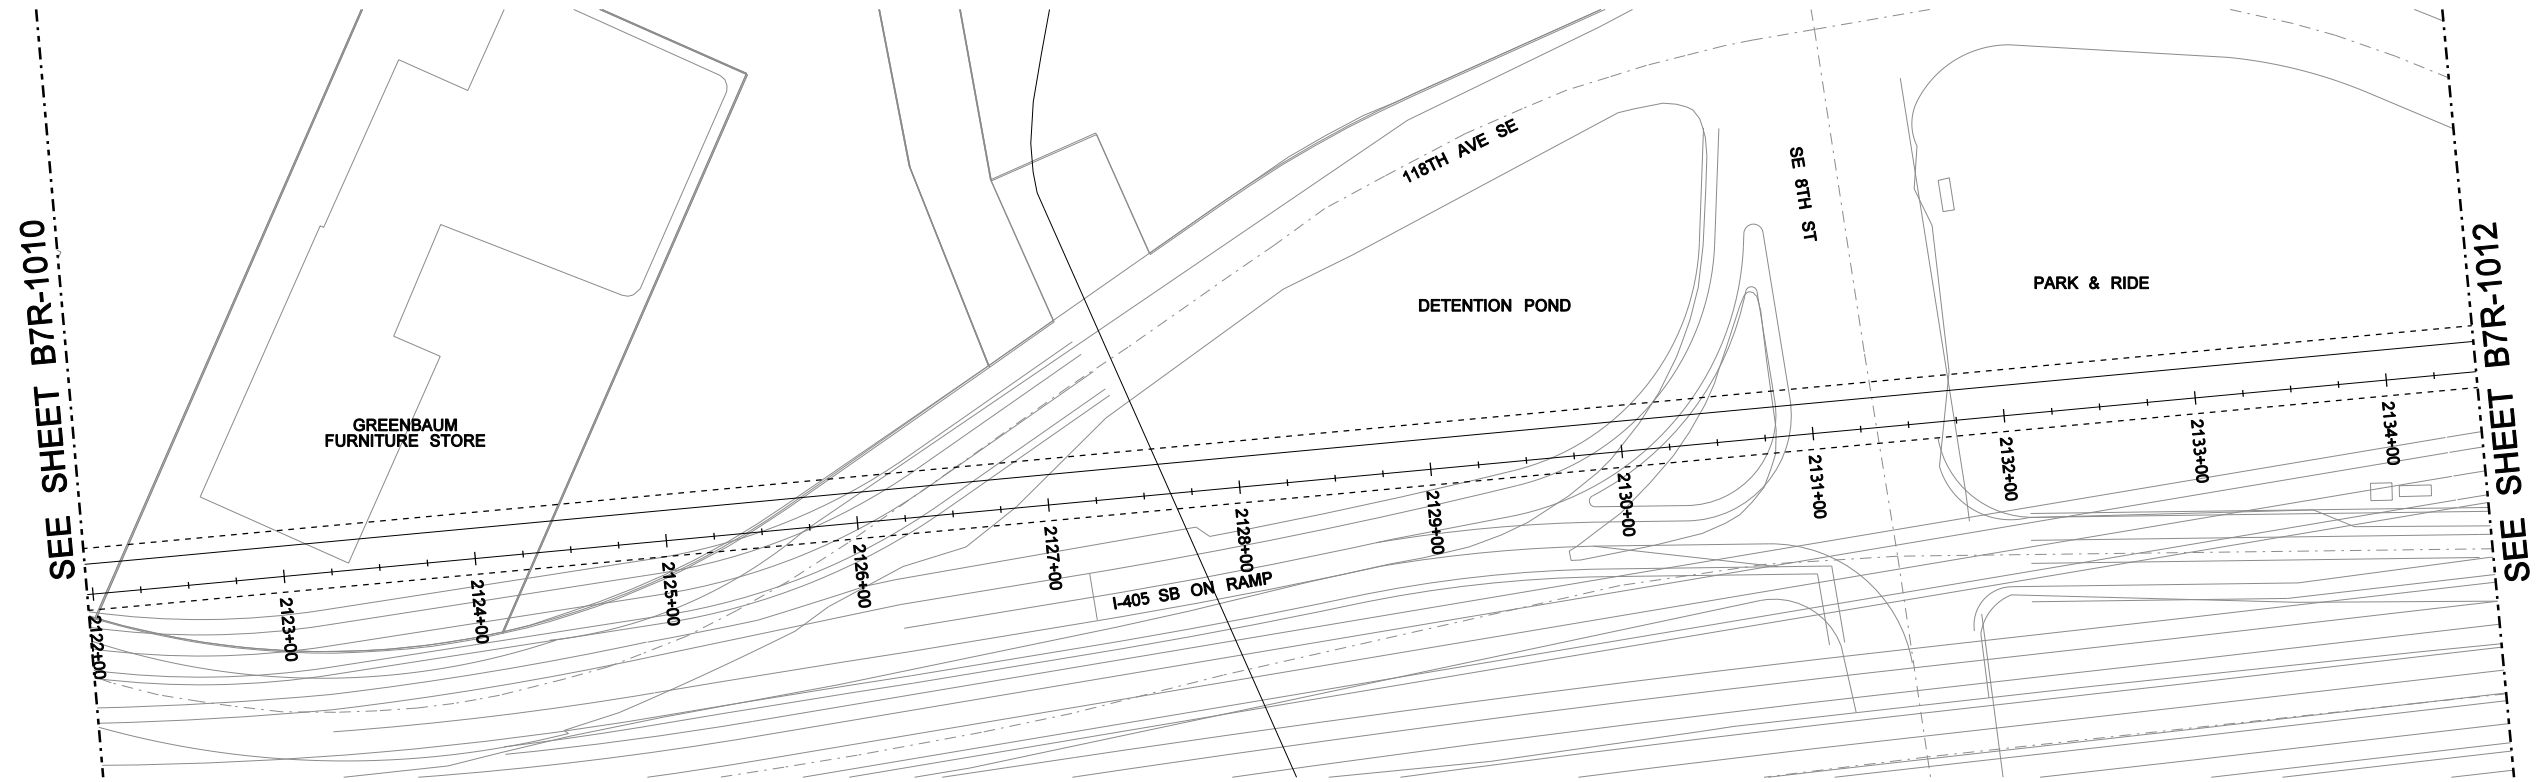 SEE SHEET B7R-1010
GREENBAUM
FURNITURE STORE
118TH AVE SE
SE 8TH ST
DETENTION POND
PARK & RIDE
I-405 SB ON RAMP
2122+00
2123+00
2124+00
2125+00
2126+00
2127+00
2128+00
2129+00
2130+00
2131+00
2132+00
2133+00
2134+00
SEE SHEET B7R-1012